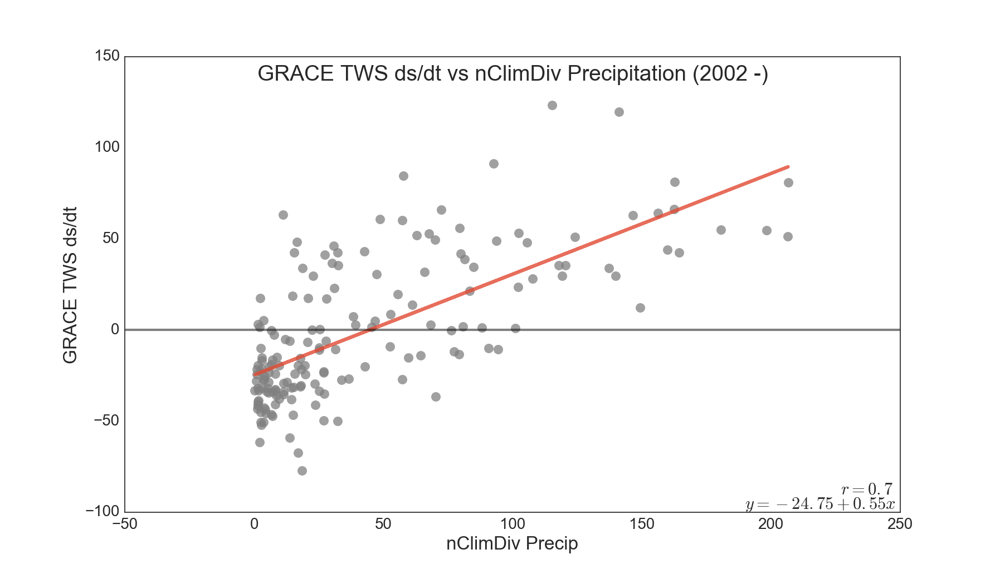 GRACE TWS ds/dt vs nClimDiv Precipitation (2002 -)
GRACE TWS ds/dt
150
100
50
0
−50
−100
−50 0 50 100 150 200 250
nClimDiv Precip
r = 0.7
y = −24.75 + 0.55x